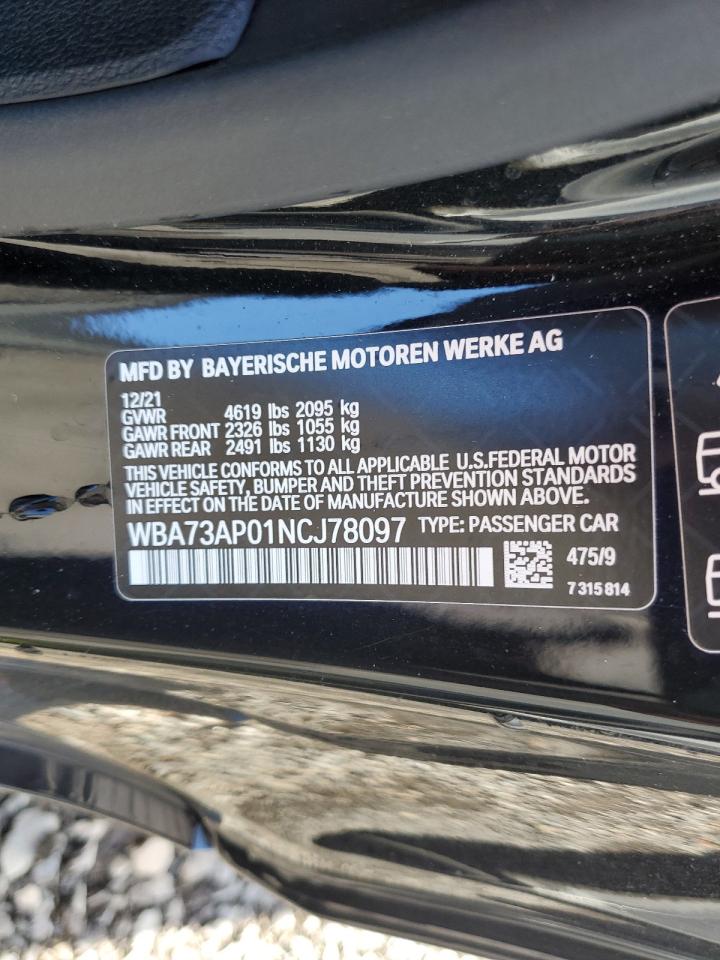 MFD BY BAYERISCHE MOTOREN WERKE AG
12/21
GVWR 4619 lbs 2095 kg
GAWR FRONT 2326 lbs 1055 kg
GAWR REAR 2491 lbs 1130 kg
THIS VEHICLE CONFORMS TO ALL APPLICABLE U.S.FEDERAL MOTOR
VEHICLE SAFETY, BUMPER AND THEFT PREVENTION STANDARDS
IN EFFECT ON THE DATE OF MANUFACTURE SHOWN ABOVE.
WBA73AP01NCJ78097 TYPE: PASSENGER CAR
475/9
7 315 814